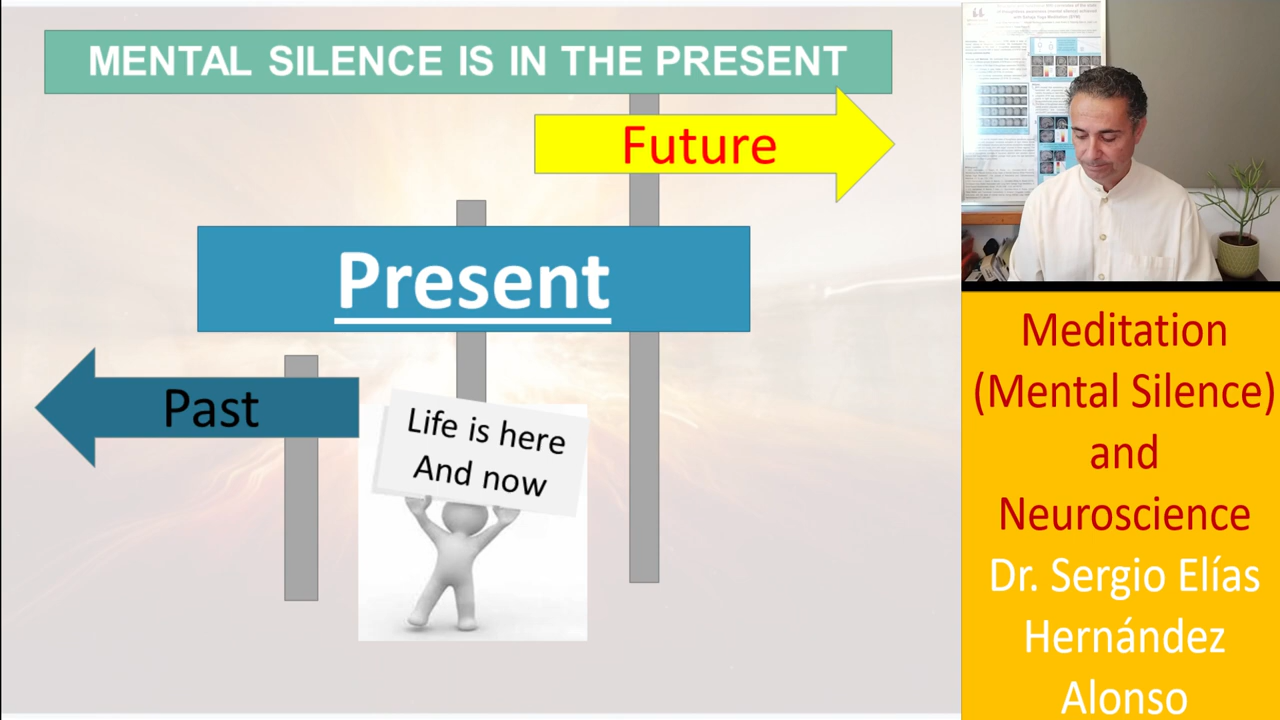 MENTAL SILENCE IS IN THE PRESENT
Future
Present
Past
Life is here
And now
Meditation
(Mental Silence)
and
Neuroscience
Dr. Sergio Elías
Hernández
Alonso